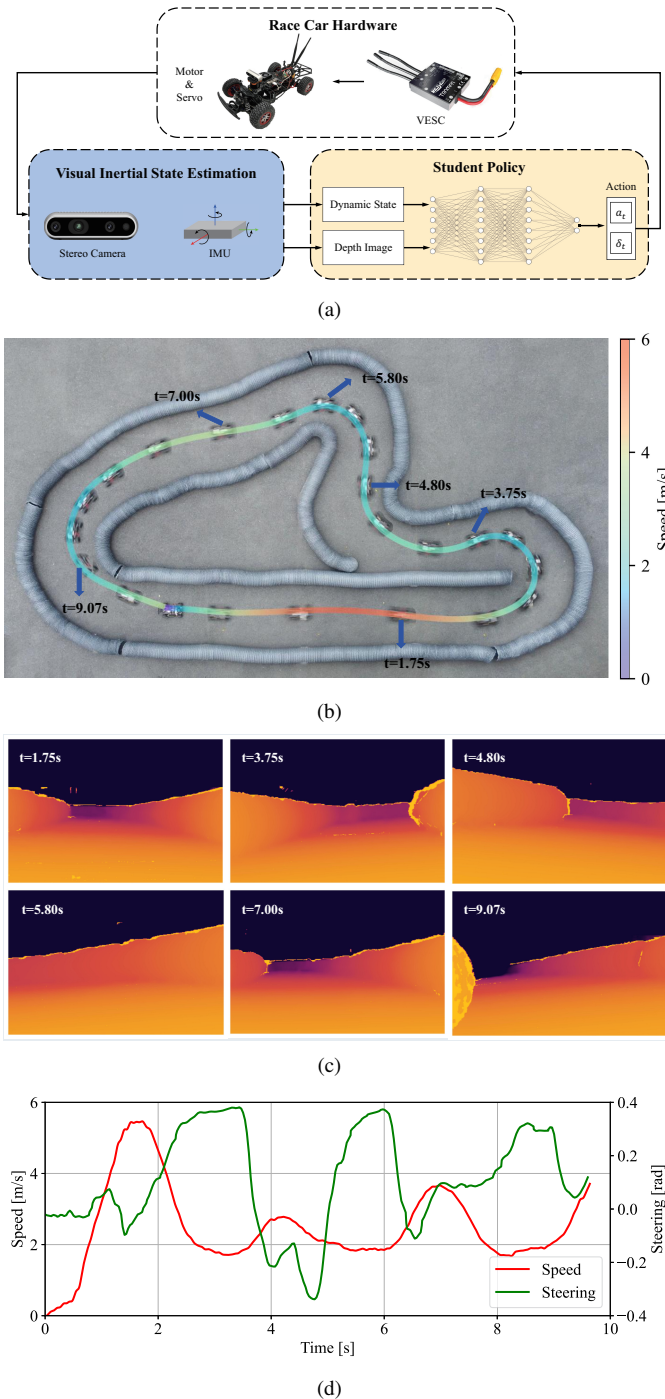 Race Car Hardware
Motor
&
Servo
VESC
Visual Inertial State Estimation
Stereo Camera
IMU
Student Policy
Dynamic State
Depth Image
Action
a_t
δ_t
(a)
t=7.00s
t=5.80s
t=4.80s
t=3.75s
t=9.07s
t=1.75s
6
4
2
0
Speed [m/s]
(b)
t=1.75s
t=3.75s
t=4.80s
t=5.80s
t=7.00s
t=9.07s
(c)
6
4
2
0
Speed [m/s]
0.4
0.2
0.0
−0.2
−0.4
Steering [rad]
Speed
Steering
0
2
4
6
8
10
Time [s]
(d)